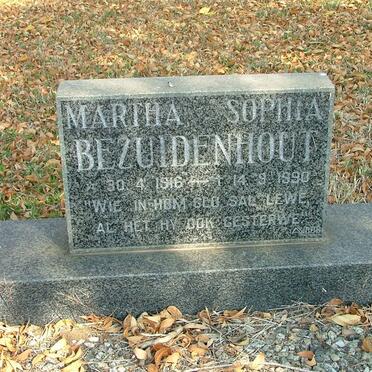 MARTHA SOPHIA
BEZUIDENHOUT
* 30.4.1916 — † 14.9.1990
"WIE IN HOM GLO SAL LEWE,
AL HET HY OOK GESTERWE"